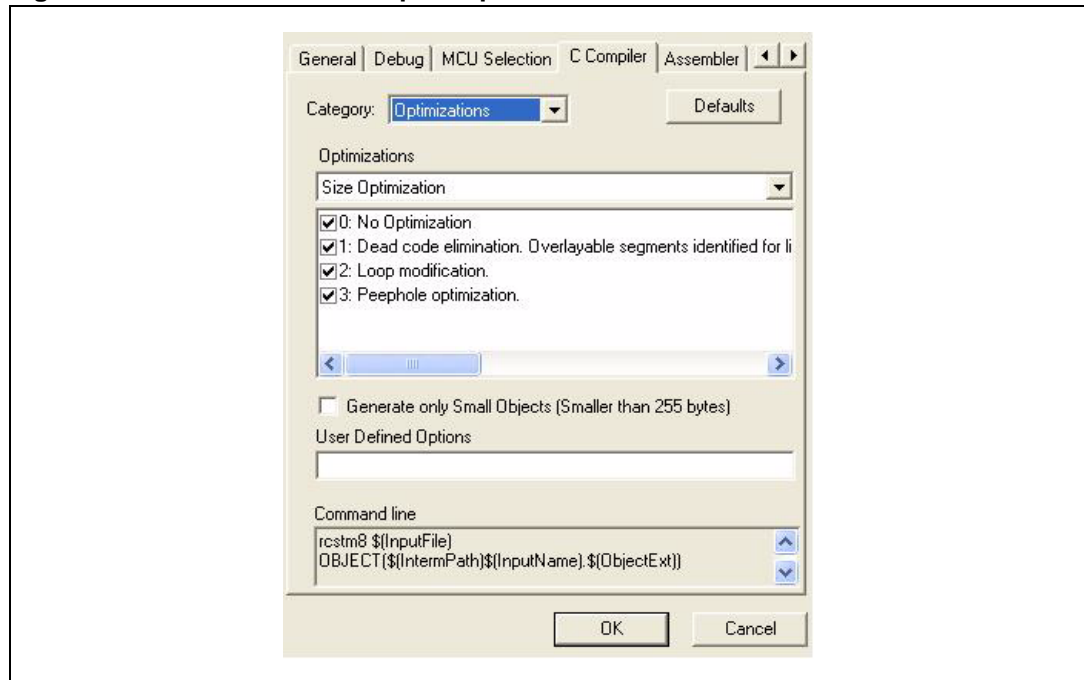 General Debug MCU Selection C Compiler Assembler
Category: Optimizations Defaults
Optimizations
Size Optimization
0: No Optimization
1: Dead code elimination. Overlayable segments identified for li
2: Loop modification.
3: Peephole optimization.
Generate only Small Objects (Smaller than 255 bytes)
User Defined Options
Command line
rcstm8 $(InputFile)
OBJECT($(IntermPath)$(InputName).$(ObjectExt))
OK Cancel